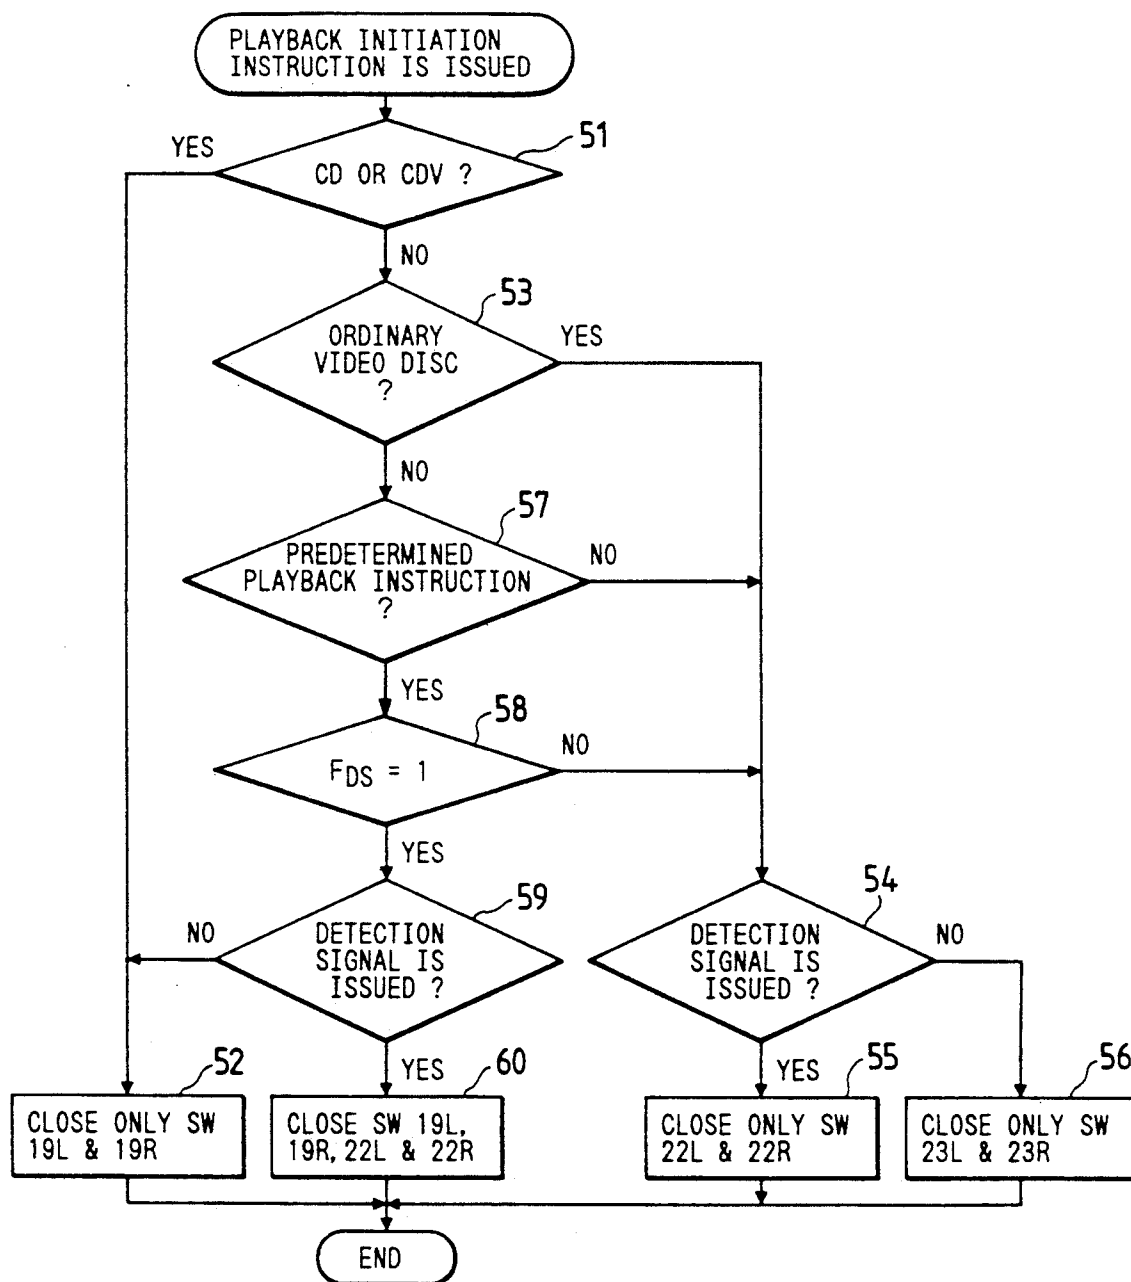 PLAYBACK INITIATION
INSTRUCTION IS ISSUED
51
YES
CD OR CDV ?
NO
53
ORDINARY
VIDEO DISC
?
YES
NO
57
PREDETERMINED
PLAYBACK INSTRUCTION
?
NO
YES
58
FDS = 1
NO
YES
59
NO
DETECTION
SIGNAL IS
ISSUED ?
54
DETECTION
SIGNAL IS
ISSUED ?
NO
YES
YES
52
CLOSE ONLY SW
19L & 19R
60
CLOSE SW 19L,
19R, 22L & 22R
55
CLOSE ONLY SW
22L & 22R
56
CLOSE ONLY SW
23L & 23R
END